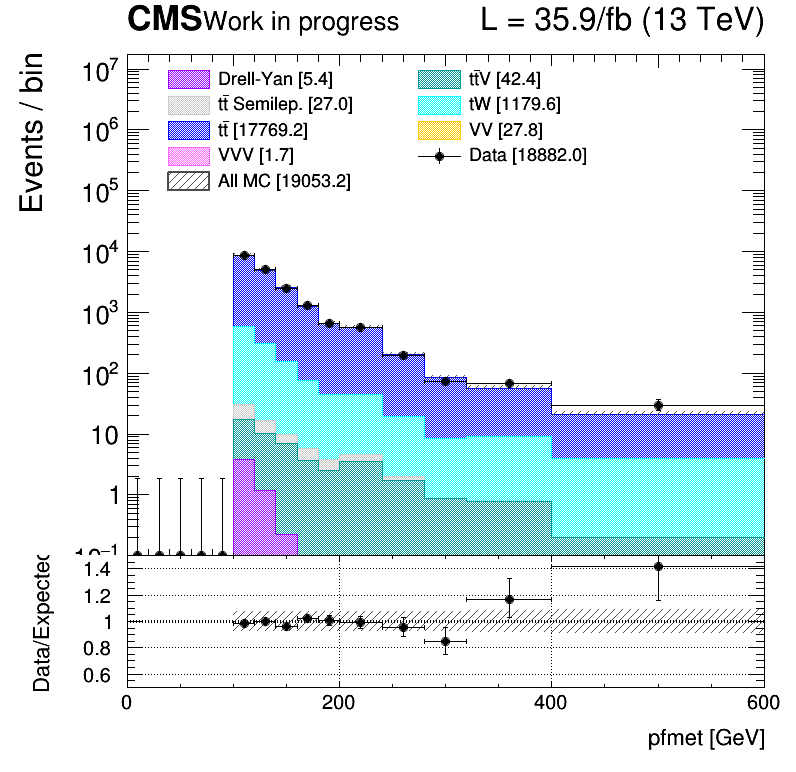 CMS Work in progress L = 35.9/fb (13 TeV)
Events / bin
10⁷
10⁶
10⁵
10⁴
10³
10²
10
1
10⁻¹
Drell-Yan [5.4]
tt̄ Semilep. [27.0]
tt̄ [17769.2]
VVV [1.7]
All MC [19053.2]
tt̄V [42.4]
tW [1179.6]
VV [27.8]
Data [18882.0]
Data/Expected
1.4
1.2
1
0.8
0.6
0 200 400 600
pfmet [GeV]